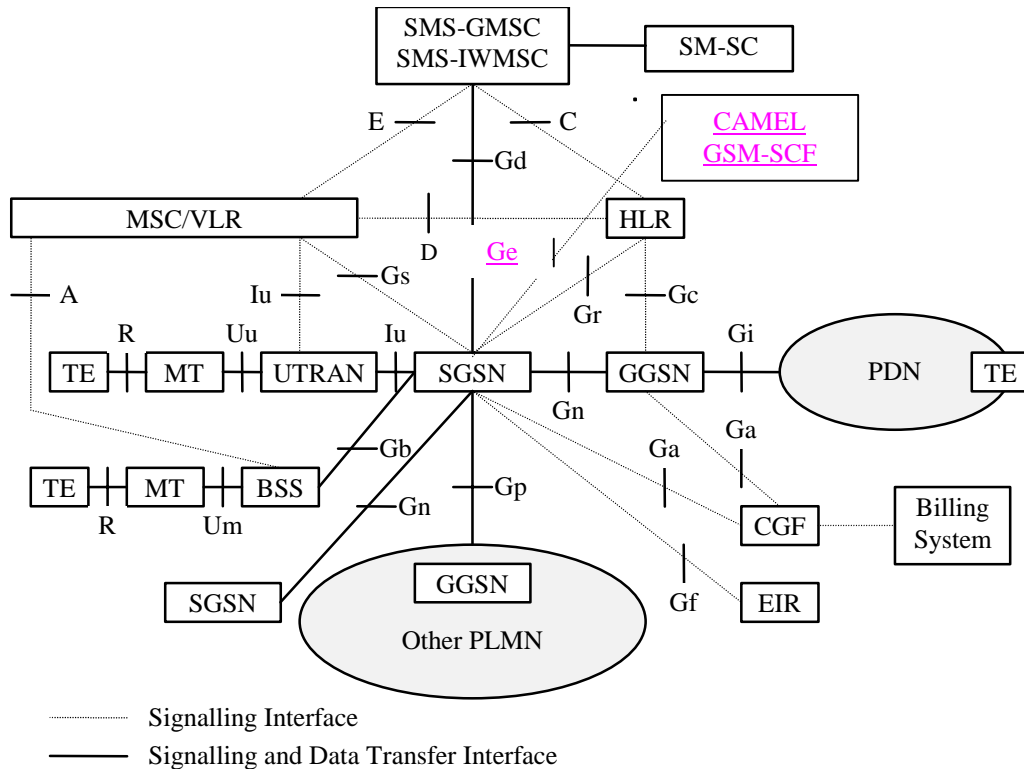 SMS-GMSC
SMS-IWMSC
SM-SC
E
C
CAMEL
GSM-SCF
Gd
MSC/VLR
HLR
D
Ge
Gs
A
Iu
Gr
Gc
R
Uu
Iu
Gi
TE
MT
UTRAN
SGSN
GGSN
PDN
TE
Gn
Gb
Ga
Ga
TE
MT
BSS
Gp
R
Um
Gn
CGF
Billing
System
SGSN
GGSN
Gf
EIR
Other PLMN
Signalling Interface
Signalling and Data Transfer Interface